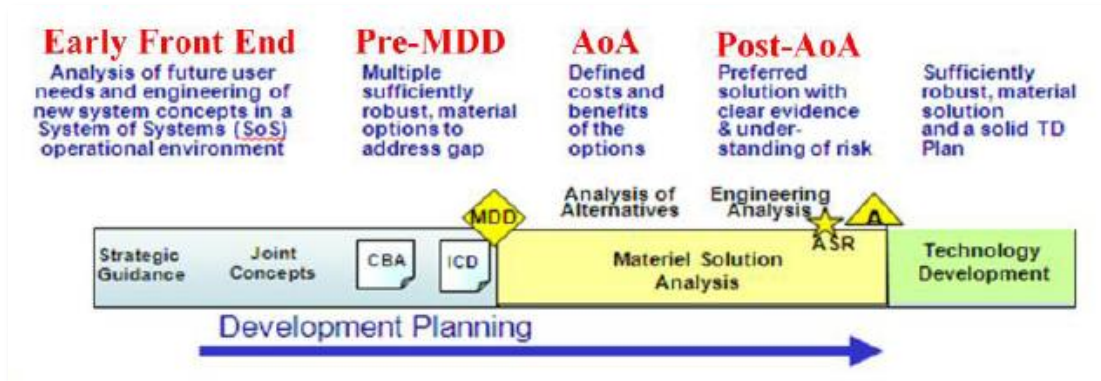 Early Front End
Analysis of future user
needs and engineering of
new system concepts in a
System of Systems (SoS)
operational environment
Pre-MDD
Multiple
sufficiently
robust, material
options to
address gap
AoA
Defined
costs and
benefits
of the
options
Post-AoA
Preferred
solution with
clear evidence
& under-
standing of risk
Sufficiently
robust, material
solution
and a solid TD
Plan
MDD
Analysis of
Alternatives
Engineering
Analysis
A
ASR
Strategic
Guidance
Joint
Concepts
CBA
ICD
Materiel Solution
Analysis
Technology
Development
Development Planning